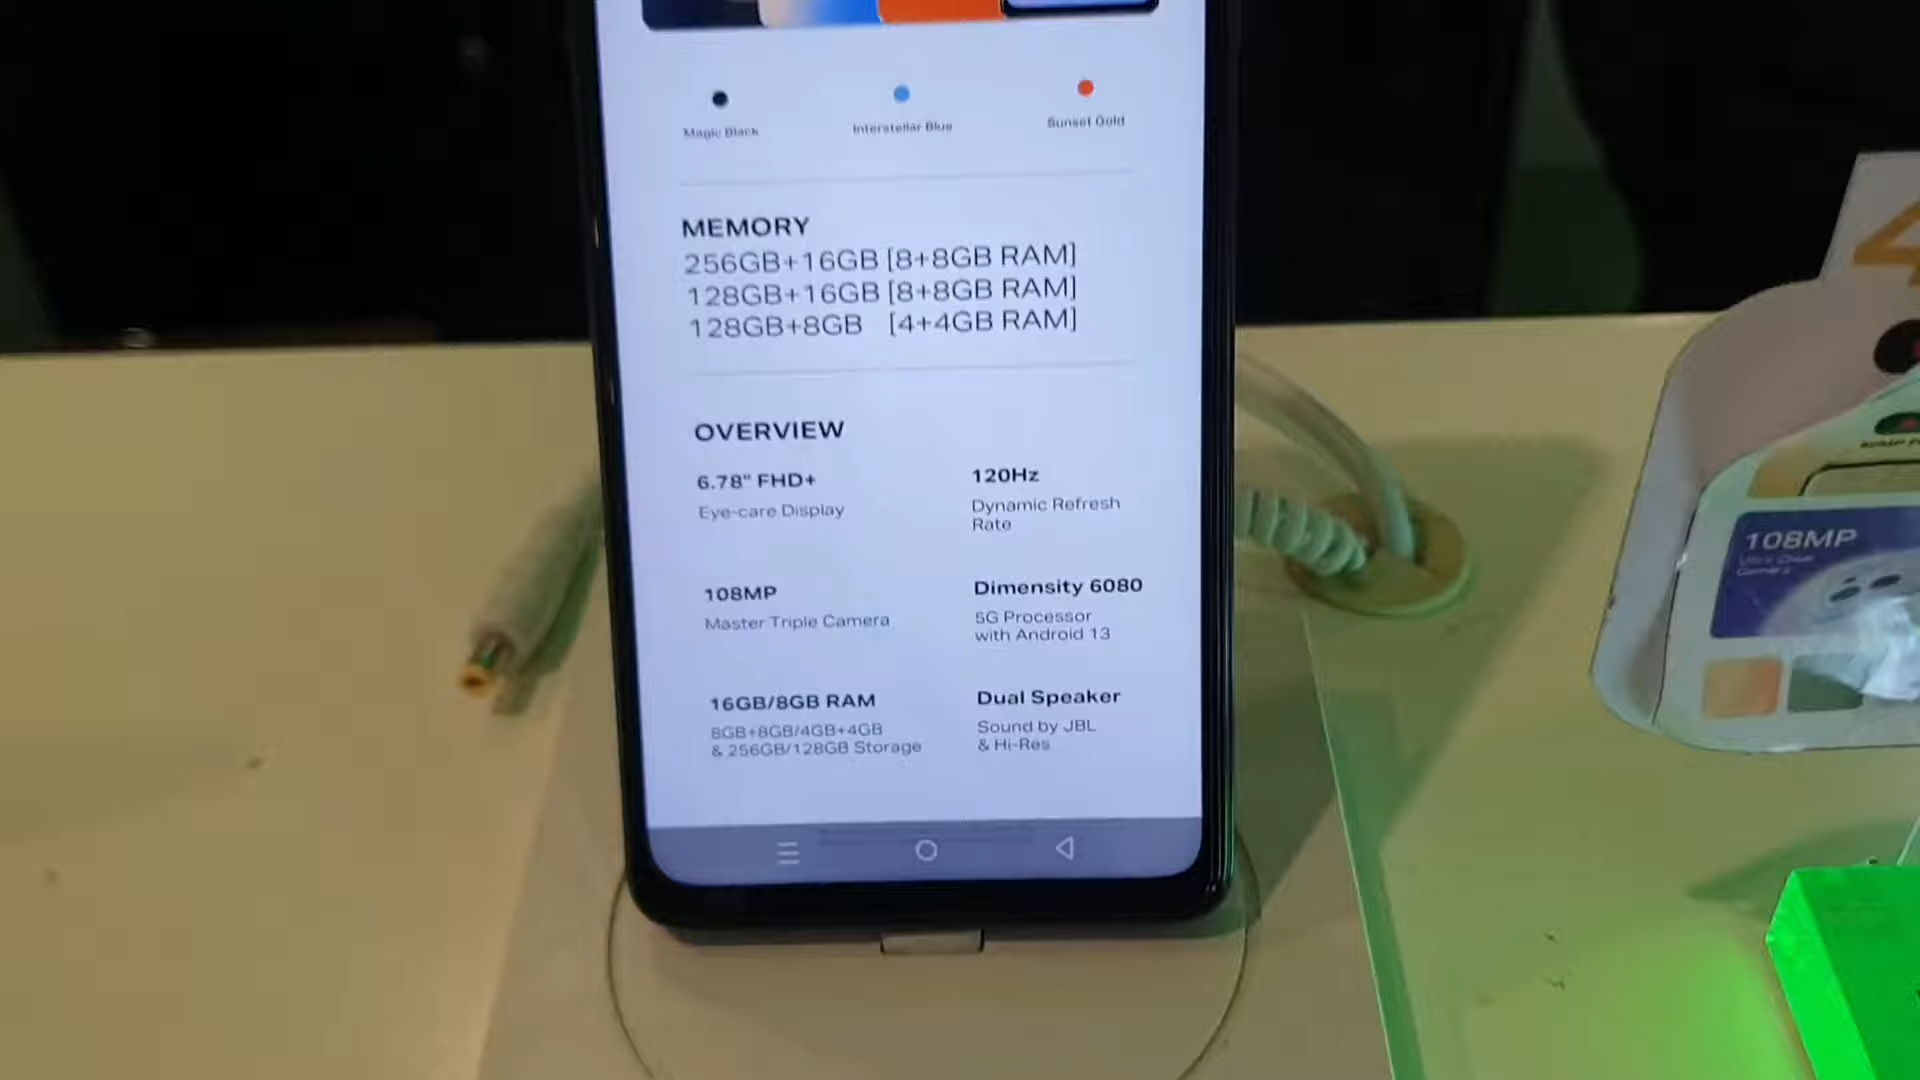 Magic Black
Interstellar Blue
Sunset Gold
MEMORY
256GB+16GB [8+8GB RAM]
128GB+16GB [8+8GB RAM]
128GB+8GB [4+4GB RAM]
OVERVIEW
6.78" FHD+
Eye-care Display
120Hz
Dynamic Refresh
Rate
108MP
Master Triple Camera
Dimensity 6080
5G Processor
with Android 13
16GB/8GB RAM
8GB+8GB/4GB+4GB
& 256GB/128GB Storage
Dual Speaker
Sound by JBL
& Hi-Res
4
108MP